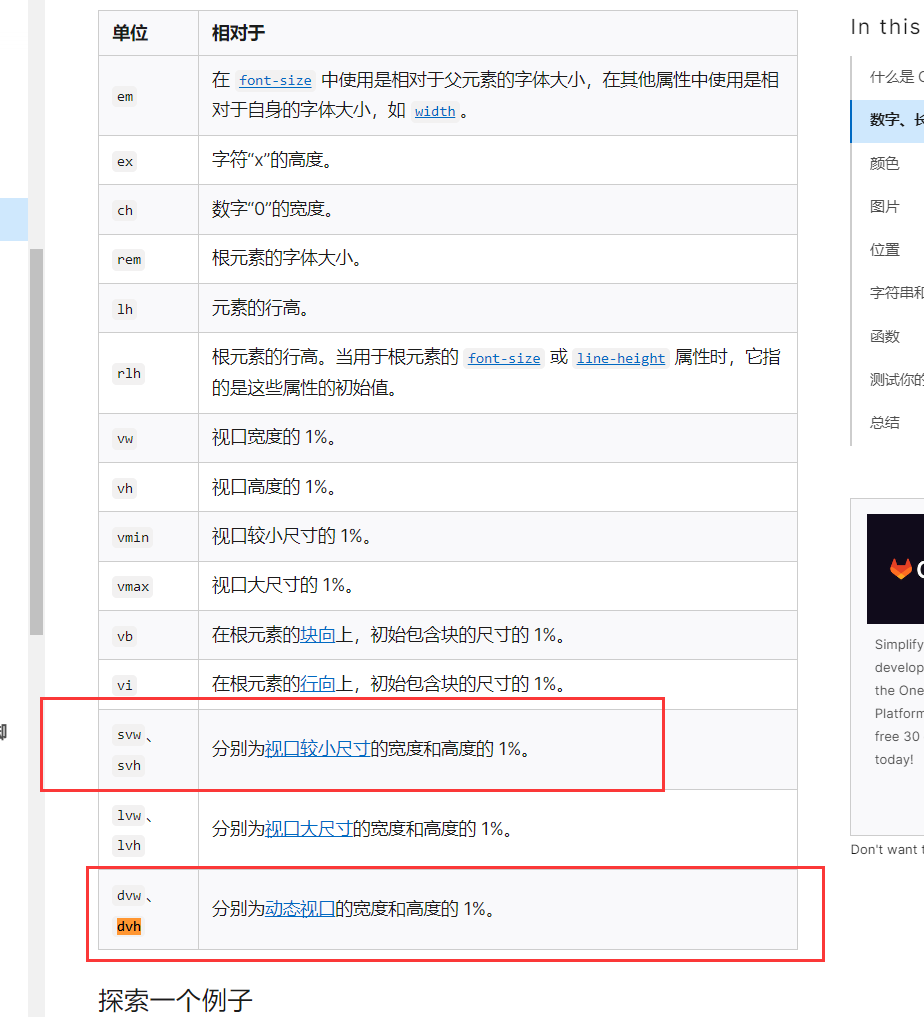 单位 相对于
em 在 font-size 中使用是相对于父元素的字体大小，在其他属性中使用是相
对于自身的字体大小，如 width 。
ex 字符“x”的高度。
ch 数字“0”的宽度。
rem 根元素的字体大小。
lh 元素的行高。
rlh 根元素的行高。当用于根元素的 font-size 或 line-height 属性时，它指
的是这些属性的初始值。
vw 视口宽度的 1%。
vh 视口高度的 1%。
vmin 视口较小尺寸的 1%。
vmax 视口大尺寸的 1%。
vb 在根元素的块向上，初始包含块的尺寸的 1%。
vi 在根元素的行向上，初始包含块的尺寸的 1%。
svw 、
svh 分别为视口较小尺寸的宽度和高度的 1%。
lvw 、
lvh 分别为视口大尺寸的宽度和高度的 1%。
dvw 、
dvh 分别为动态视口的宽度和高度的 1%。
探索一个例子
In this
什么是 C
数字、长
颜色
图片
位置
字符串和
函数
测试你的
总结
Simplify
develop
the One
Platform
free 30
today!
Don't want t